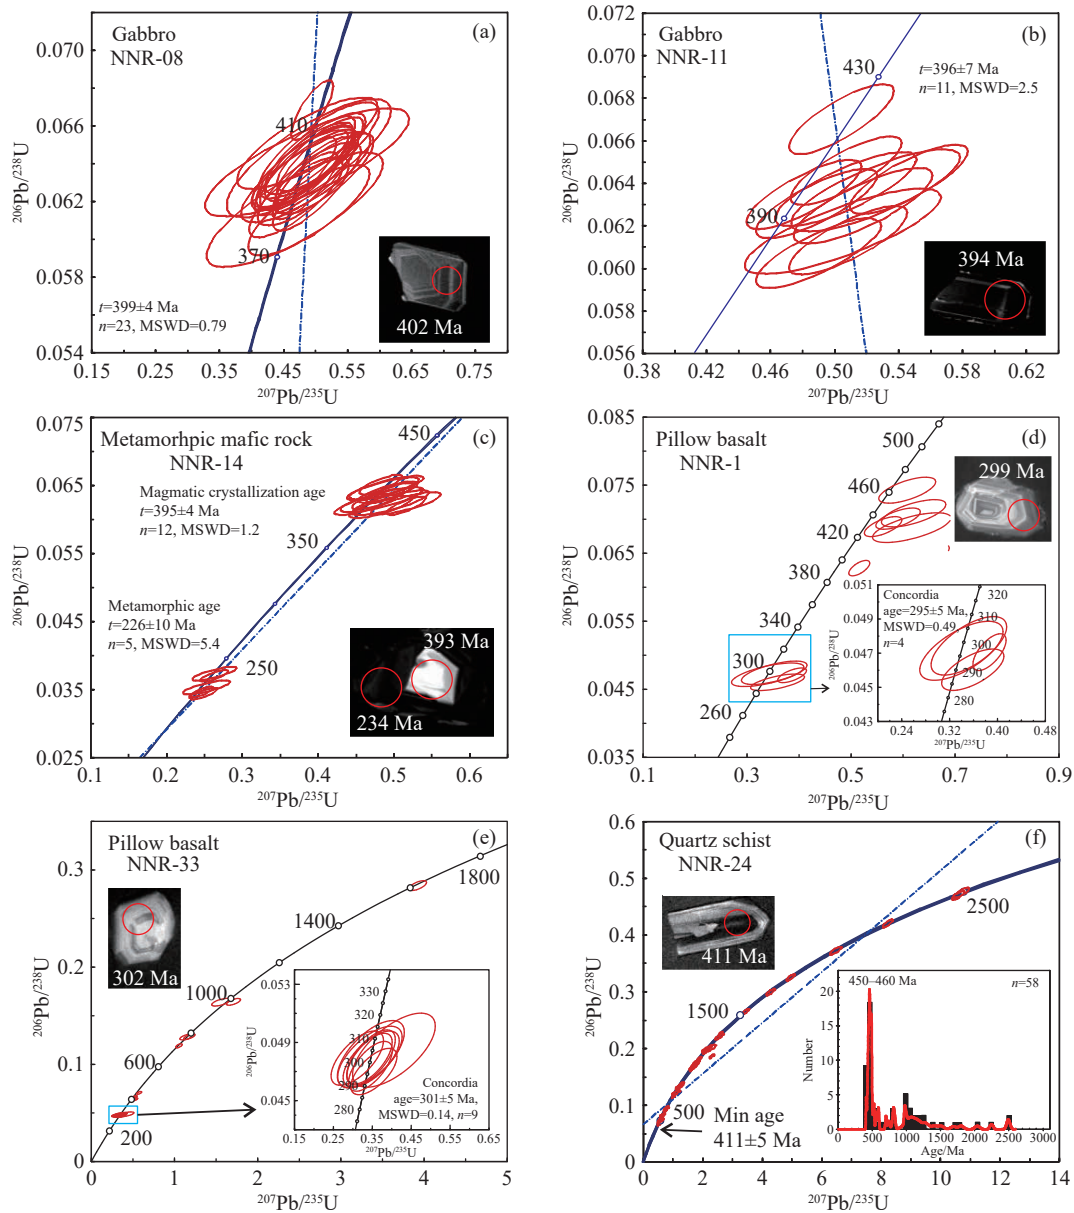 Gabbro
NNR-08
(a)
0.070
0.066
0.062
0.058
0.054
410
370
t=399±4 Ma
n=23, MSWD=0.79
402 Ma
0.15 0.25 0.35 0.45 0.55 0.65 0.75
206Pb/238U
207Pb/235U
Gabbro
NNR-11
(b)
0.072
0.070
0.068
0.066
0.064
0.062
0.060
0.058
0.056
430
390
t=396±7 Ma
n=11, MSWD=2.5
394 Ma
0.38 0.42 0.46 0.50 0.54 0.58 0.62
206Pb/238U
207Pb/235U
Metamorhpic mafic rock
NNR-14
(c)
0.075
0.065
0.055
0.045
0.035
0.025
450
350
250
Magmatic crystallization age
t=395±4 Ma
n=12, MSWD=1.2
Metamorphic age
t=226±10 Ma
n=5, MSWD=5.4
393 Ma
234 Ma
0.1 0.2 0.3 0.4 0.5 0.6
206Pb/238U
207Pb/235U
Pillow basalt
NNR-1
(d)
0.085
0.075
0.065
0.055
0.045
0.035
500
460
420
380
340
300
260
299 Ma
0.051
0.049
0.047
0.045
0.043
Concordia
age=295±5 Ma,
MSWD=0.49
n=4
320
310
300
290
280
0.24 0.32 0.40 0.48
206Pb/238U
207Pb/235U
0.1 0.3 0.5 0.7 0.9
206Pb/238U
207Pb/235U
Pillow basalt
NNR-33
(e)
0.3
0.2
0.1
0
1800
1400
1000
600
200
302 Ma
0.053
0.049
0.045
330
320
310
300
290
280
Concordia
age=301±5 Ma,
MSWD=0.14, n=9
0.15 0.25 0.35 0.45 0.55 0.65
206Pb/238U
207Pb/235U
0 1 2 3 4 5
206Pb/238U
207Pb/235U
Quartz schist
NNR-24
(f)
0.6
0.5
0.4
0.3
0.2
0.1
0
2500
1500
500
411 Ma
Min age
411±5 Ma
450–460 Ma
n=58
20
15
10
5
0
Number
0 500 1000 1500 2000 2500 3000
Age/Ma
0 2 4 6 8 10 12 14
206Pb/238U
207Pb/235U